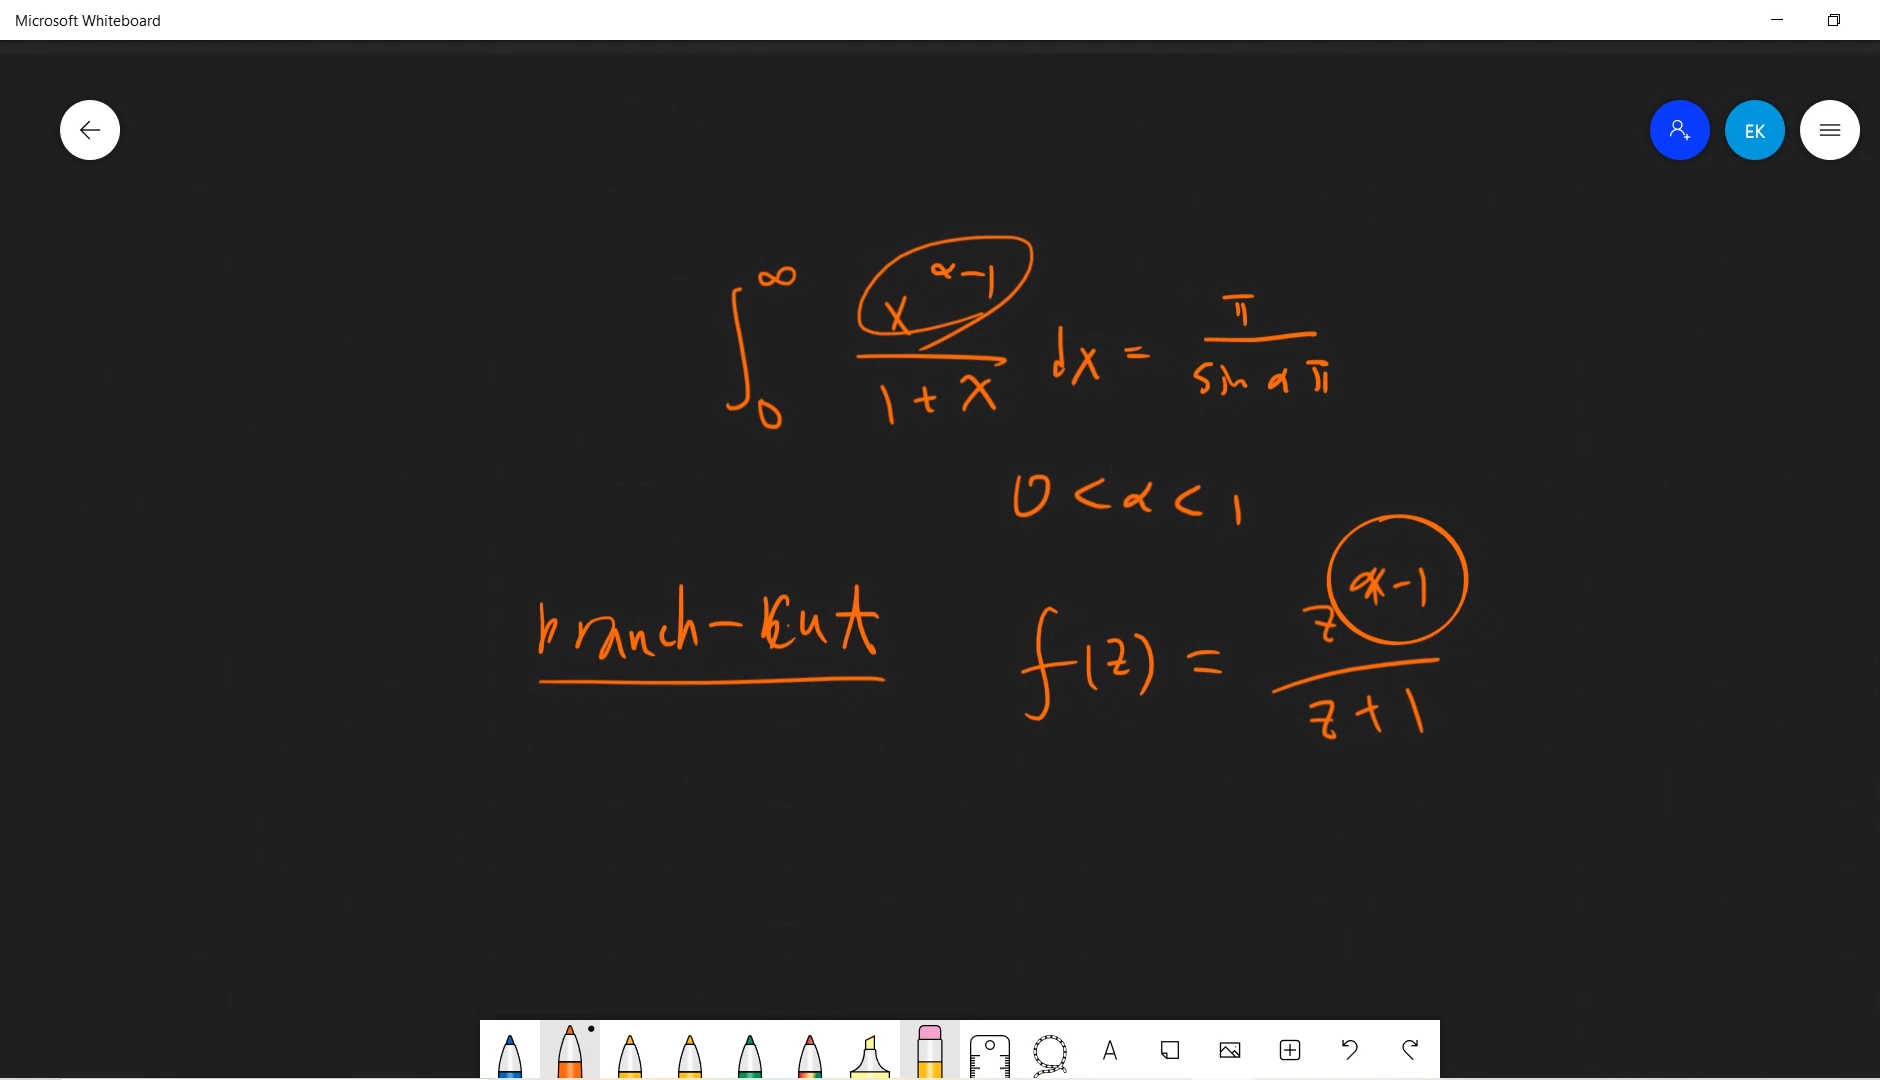 Microsoft Whiteboard
EK
∫₀^∞ x^(α-1) / (1+x) dx = π / sin απ
0 < α < 1
branch-cut
f(z) = z^(α-1) / (z+1)
A